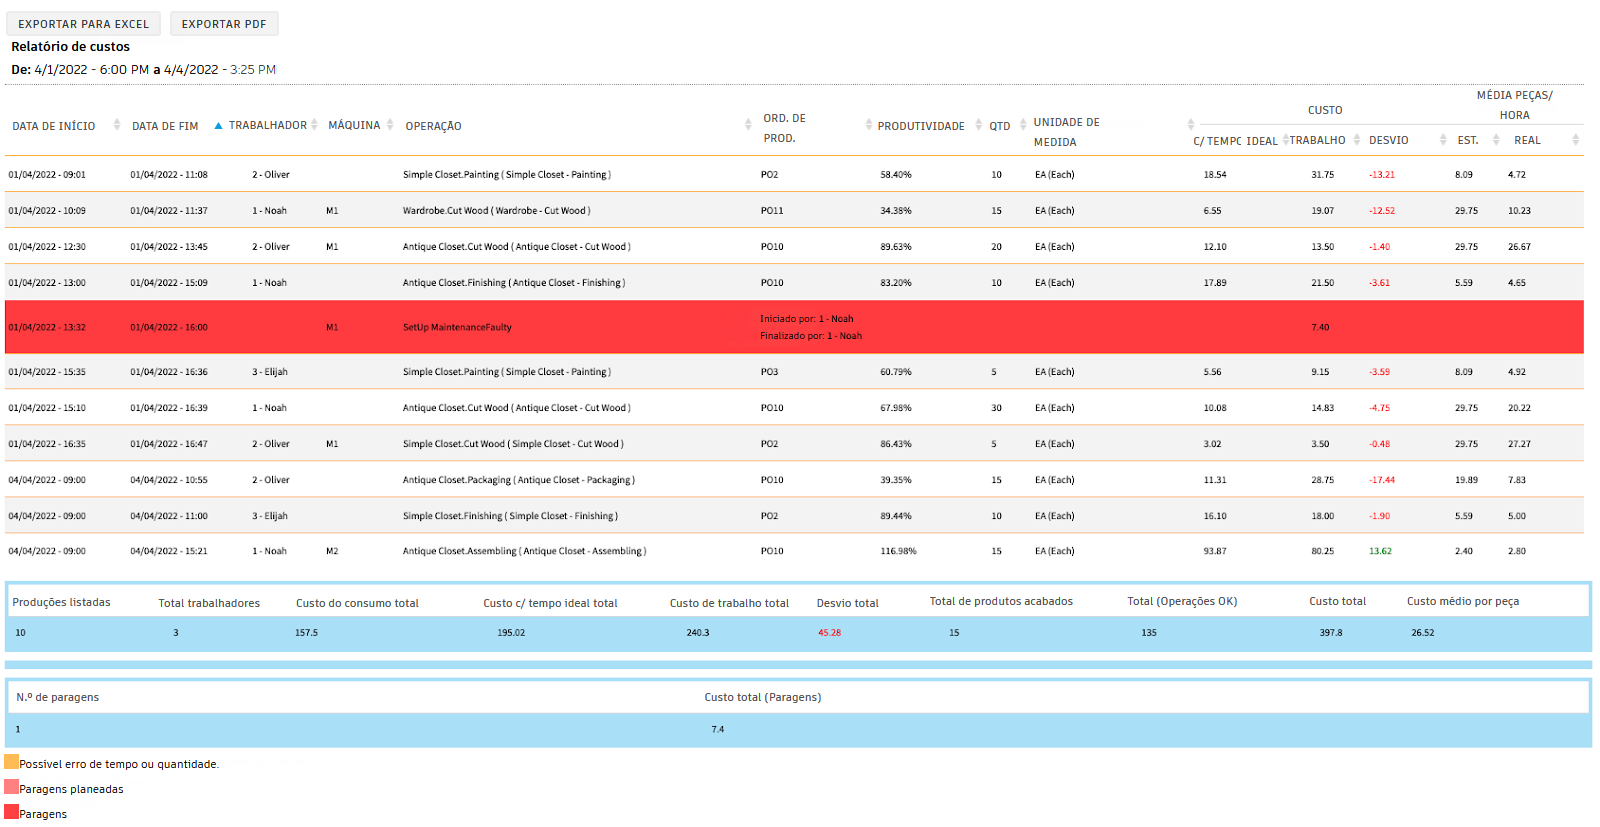 EXPORTAR PARA EXCEL EXPORTAR PDF
Relatório de custos
De: 4/1/2022 - 6:00 PM a 4/4/2022 - 3:25 PM
DATA DE INÍCIO DATA DE FIM TRABALHADOR MÁQUINA OPERAÇÃO ORD. DE PROD. PRODUTIVIDADE QTD UNIDADE DE MEDIDA CUSTO MÉDIA PEÇAS/ HORA
C/ TEMPO IDEAL TRABALHO DESVIO EST. REAL
01/04/2022 - 09:01 01/04/2022 - 11:08 2 - Oliver Simple Closet.Painting ( Simple Closet - Painting ) PO2 58.40% 10 EA (Each) 18.54 31.75 -13.21 8.09 4.72
01/04/2022 - 10:09 01/04/2022 - 11:37 1 - Noah M1 Wardrobe.Cut Wood ( Wardrobe - Cut Wood ) PO11 34.38% 15 EA (Each) 6.55 19.07 -12.52 29.75 10.23
01/04/2022 - 12:30 01/04/2022 - 13:45 2 - Oliver M1 Antique Closet.Cut Wood ( Antique Closet - Cut Wood ) PO10 89.63% 20 EA (Each) 12.10 13.50 -1.40 29.75 26.67
01/04/2022 - 13:00 01/04/2022 - 15:09 1 - Noah Antique Closet.Finishing ( Antique Closet - Finishing ) PO10 83.20% 10 EA (Each) 17.89 21.50 -3.61 5.59 4.65
01/04/2022 - 13:32 01/04/2022 - 16:00 M1 SetUp MaintenanceFaulty Iniciado por: 1 - Noah 7.40
Finalizado por: 1 - Noah
01/04/2022 - 15:35 01/04/2022 - 16:36 3 - Elijah Simple Closet.Painting ( Simple Closet - Painting ) PO3 60.79% 5 EA (Each) 5.56 9.15 -3.59 8.09 4.92
01/04/2022 - 15:10 01/04/2022 - 16:39 1 - Noah Antique Closet.Cut Wood ( Antique Closet - Cut Wood ) PO10 67.98% 30 EA (Each) 10.08 14.83 -4.75 29.75 20.22
01/04/2022 - 16:35 01/04/2022 - 16:47 2 - Oliver M1 Simple Closet.Cut Wood ( Simple Closet - Cut Wood ) PO2 86.43% 5 EA (Each) 3.02 3.50 -0.48 29.75 27.27
04/04/2022 - 09:00 04/04/2022 - 10:55 2 - Oliver Antique Closet.Packaging ( Antique Closet - Packaging ) PO10 39.35% 15 EA (Each) 11.31 28.75 -17.44 19.89 7.83
04/04/2022 - 09:00 04/04/2022 - 11:00 3 - Elijah Simple Closet.Finishing ( Simple Closet - Finishing ) PO2 89.44% 10 EA (Each) 16.10 18.00 -1.90 5.59 5.00
04/04/2022 - 09:00 04/04/2022 - 15:21 1 - Noah M2 Antique Closet.Assembling ( Antique Closet - Assembling ) PO10 116.98% 15 EA (Each) 93.87 80.25 13.62 2.40 2.80
Produções listadas Total trabalhadores Custo do consumo total Custo c/ tempo ideal total Custo de trabalho total Desvio total Total de produtos acabados Total (Operações OK) Custo total Custo médio por peça
10 3 157.5 195.02 240.3 45.28 15 135 397.8 26.52
N.º de paragens Custo total (Paragens)
1 7.4
Possivel erro de tempo ou quantidade.
Paragens planeadas
Paragens